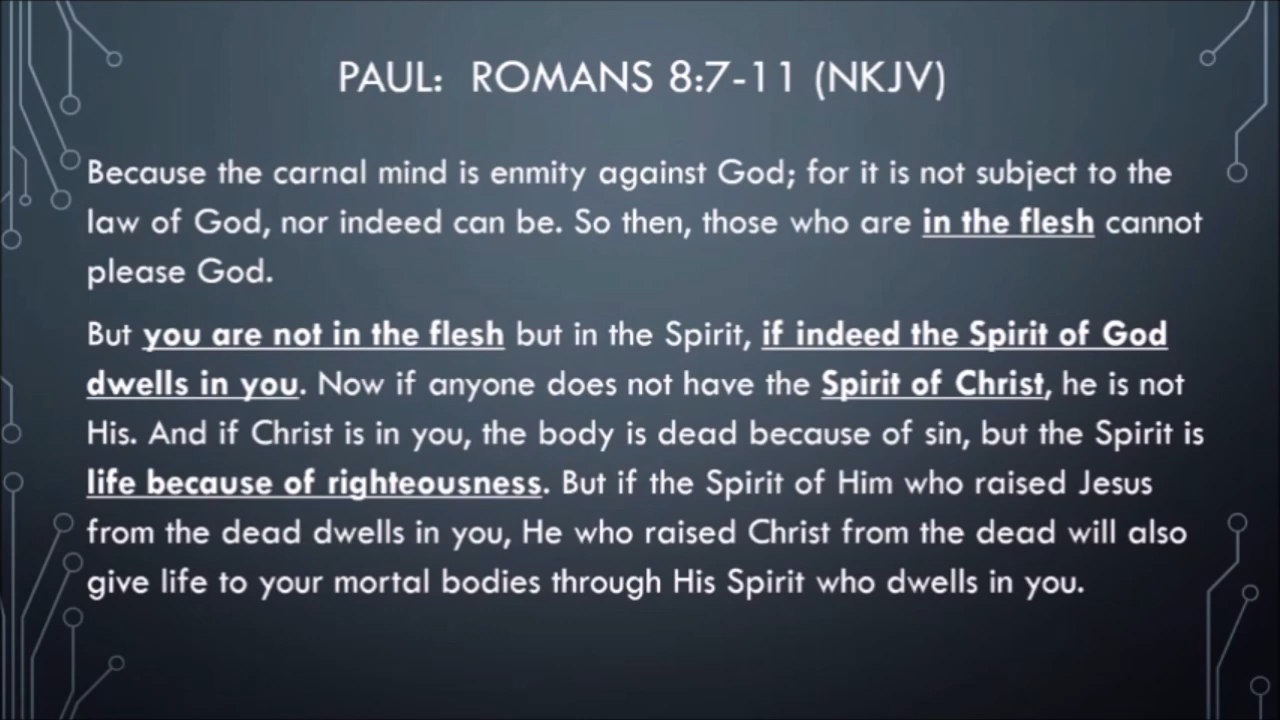 PAUL: ROMANS 8:7-11 (NKJV)
Because the carnal mind is enmity against God; for it is not subject to the
law of God, nor indeed can be. So then, those who are in the flesh cannot
please God.
But you are not in the flesh but in the Spirit, if indeed the Spirit of God
dwells in you. Now if anyone does not have the Spirit of Christ, he is not
His. And if Christ is in you, the body is dead because of sin, but the Spirit is
life because of righteousness. But if the Spirit of Him who raised Jesus
from the dead dwells in you, He who raised Christ from the dead will also
give life to your mortal bodies through His Spirit who dwells in you.